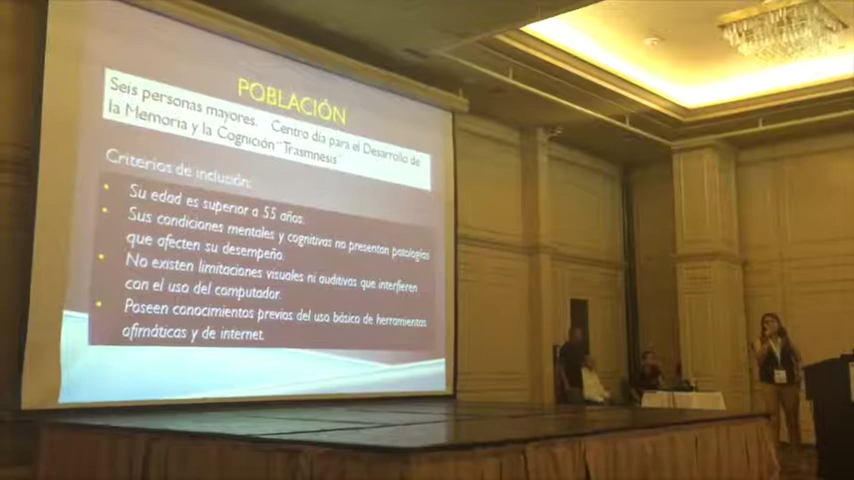 POBLACIÓN
Seis personas mayores. Centro día para el Desarrollo de
la Memoria y la Cognición "Trasmnesis"
Criterios de inclusión:
Su edad es superior a 55 años.
Sus condiciones mentales y cognitivas no presentan patologías
que afecten su desempeño.
No existen limitaciones visuales ni auditivas que interfieren
con el uso del computador.
Poseen conocimientos previos del uso básico de herramientas
ofimáticas y de internet.